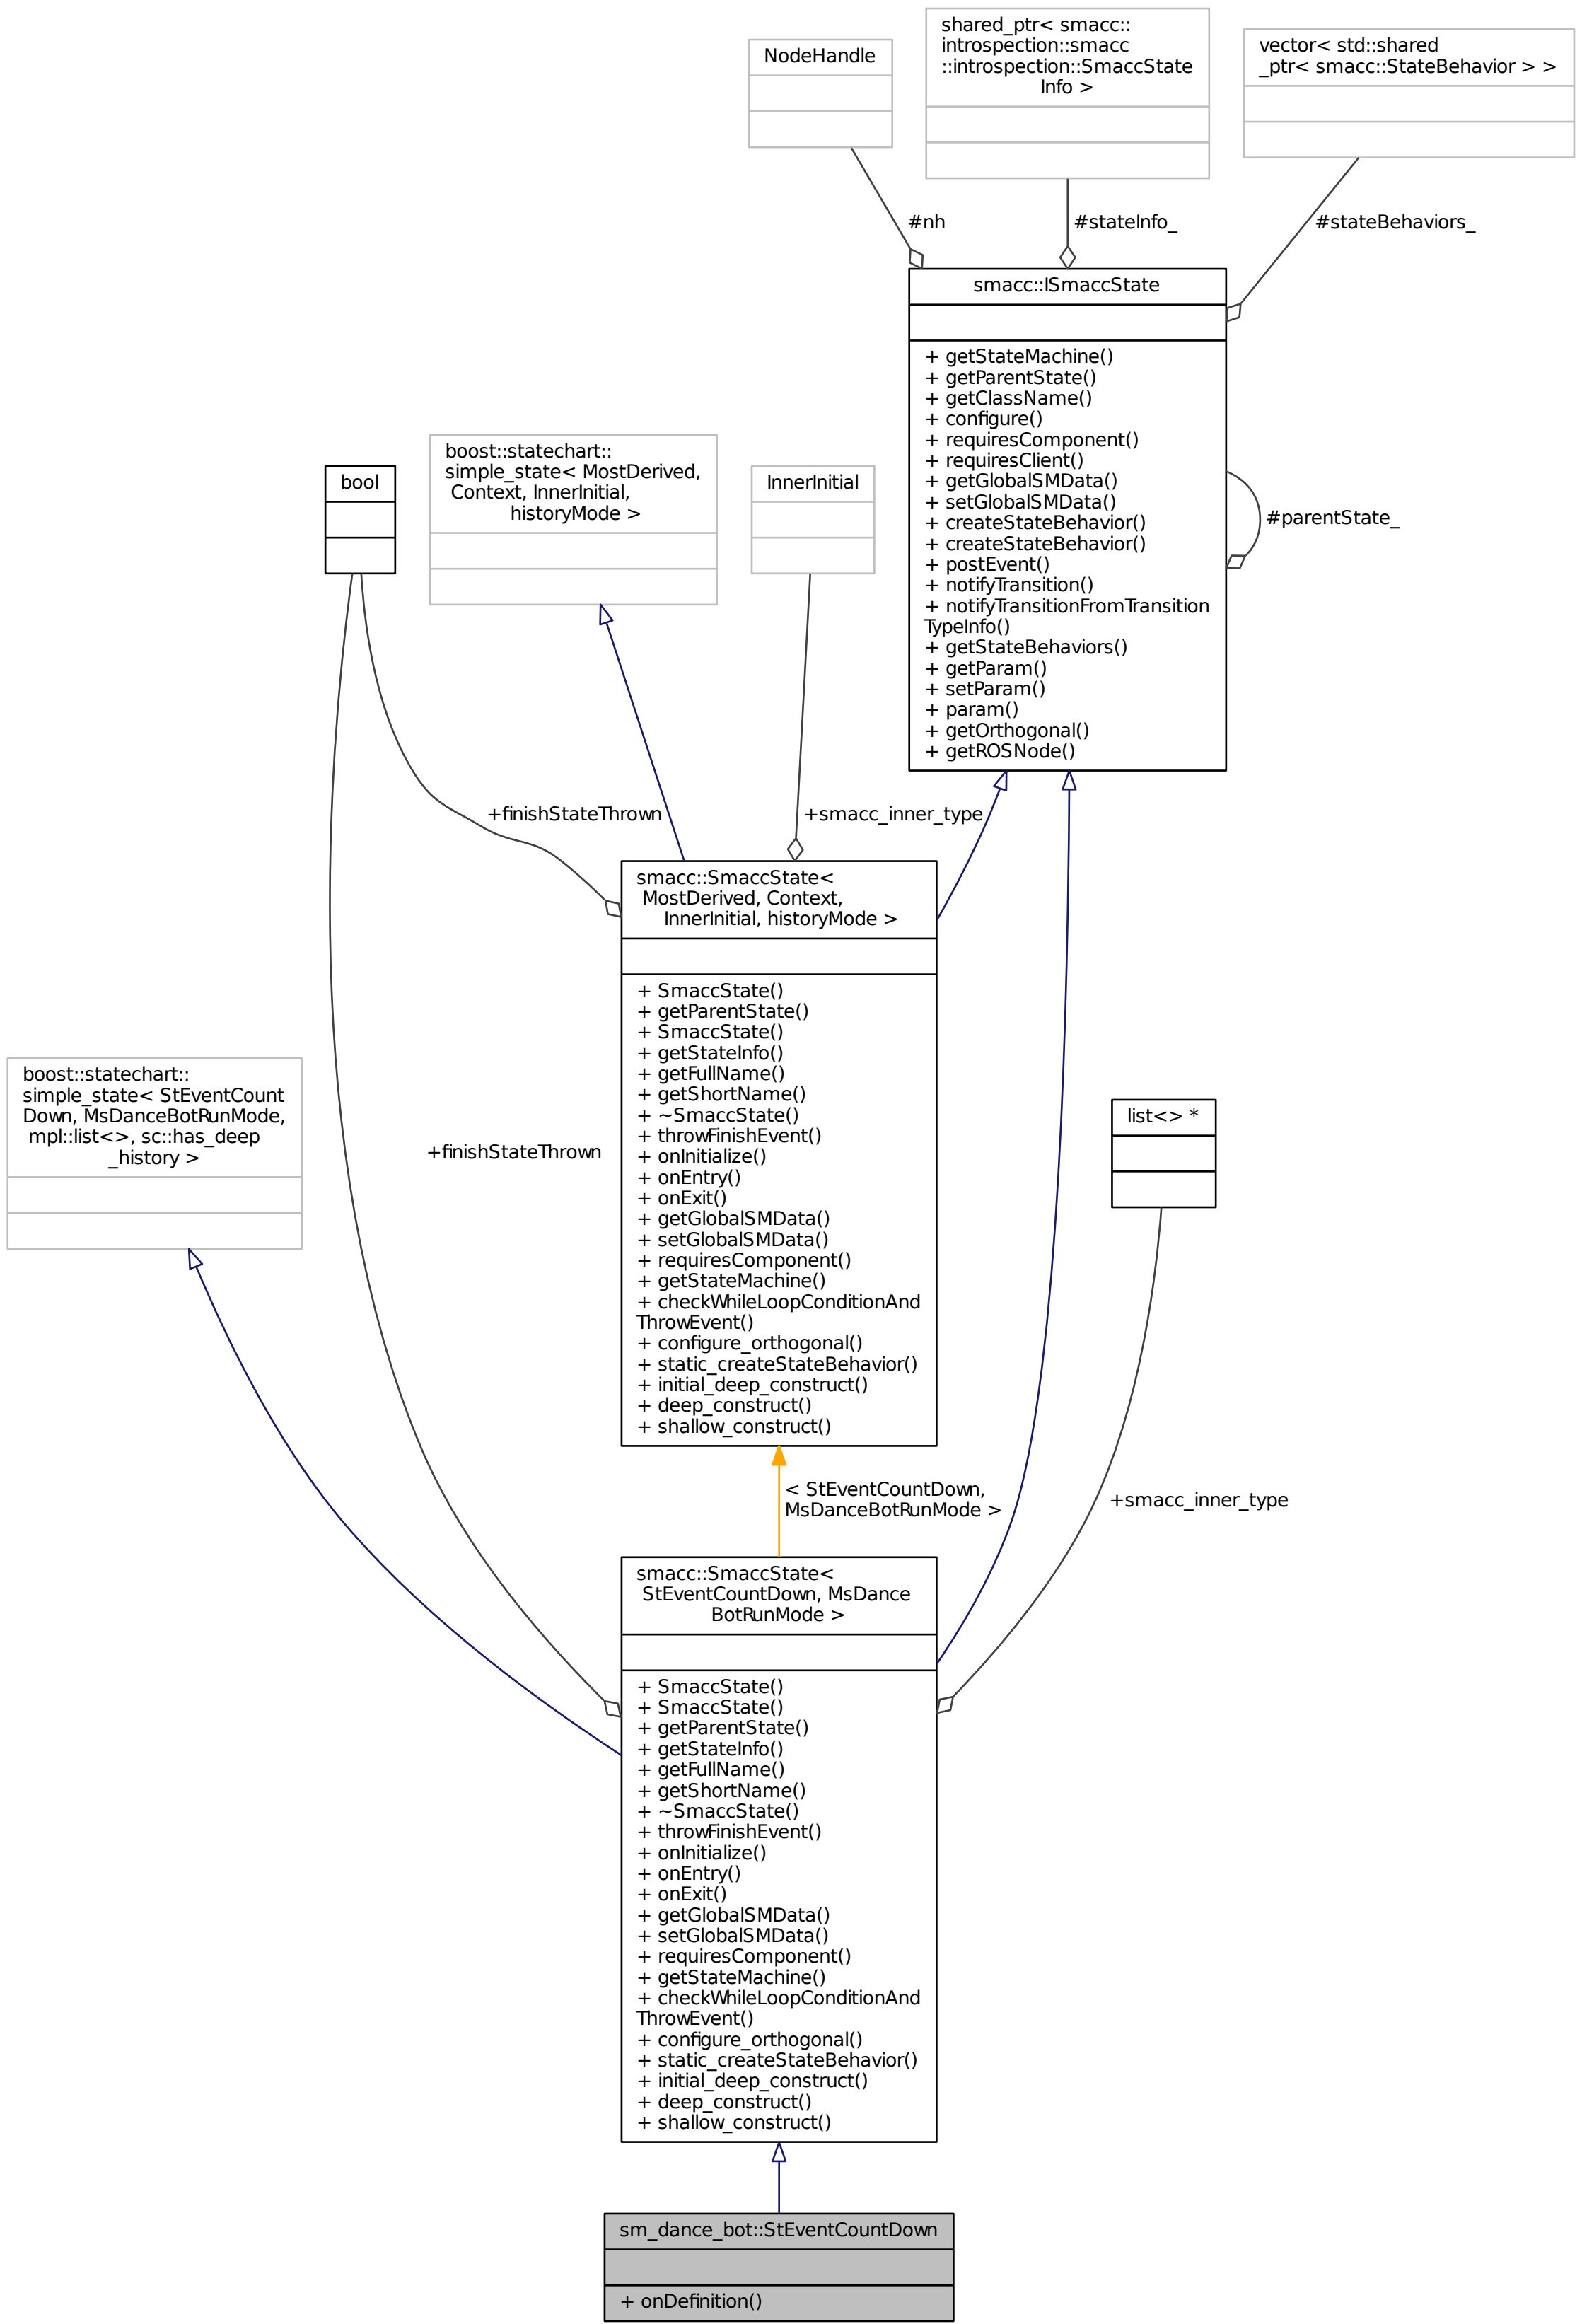 NodeHandle
shared_ptr< smacc::
introspection::smacc
::introspection::SmaccState
Info >
vector< std::shared
_ptr< smacc::StateBehavior > >
#nh
#stateInfo_
#stateBehaviors_
smacc::ISmaccState
+ getStateMachine()
+ getParentState()
+ getClassName()
+ configure()
+ requiresComponent()
+ requiresClient()
+ getGlobalSMData()
+ setGlobalSMData()
+ createStateBehavior()
+ createStateBehavior()
+ postEvent()
+ notifyTransition()
+ notifyTransitionFromTransition
TypeInfo()
+ getStateBehaviors()
+ getParam()
+ setParam()
+ param()
+ getOrthogonal()
+ getROSNode()
#parentState_
bool
boost::statechart::
simple_state< MostDerived,
Context, InnerInitial,
historyMode >
InnerInitial
+finishStateThrown
+smacc_inner_type
smacc::SmaccState<
MostDerived, Context,
InnerInitial, historyMode >
+ SmaccState()
+ getParentState()
+ SmaccState()
+ getStateInfo()
+ getFullName()
+ getShortName()
+ ~SmaccState()
+ throwFinishEvent()
+ onInitialize()
+ onEntry()
+ onExit()
+ getGlobalSMData()
+ setGlobalSMData()
+ requiresComponent()
+ getStateMachine()
+ checkWhileLoopConditionAnd
ThrowEvent()
+ configure_orthogonal()
+ static_createStateBehavior()
+ initial_deep_construct()
+ deep_construct()
+ shallow_construct()
boost::statechart::
simple_state< StEventCount
Down, MsDanceBotRunMode,
mpl::list<>, sc::has_deep
_history >
+finishStateThrown
list<> *
< StEventCountDown,
MsDanceBotRunMode >
+smacc_inner_type
smacc::SmaccState<
StEventCountDown, MsDance
BotRunMode >
+ SmaccState()
+ SmaccState()
+ getParentState()
+ getStateInfo()
+ getFullName()
+ getShortName()
+ ~SmaccState()
+ throwFinishEvent()
+ onInitialize()
+ onEntry()
+ onExit()
+ getGlobalSMData()
+ setGlobalSMData()
+ requiresComponent()
+ getStateMachine()
+ checkWhileLoopConditionAnd
ThrowEvent()
+ configure_orthogonal()
+ static_createStateBehavior()
+ initial_deep_construct()
+ deep_construct()
+ shallow_construct()
sm_dance_bot::StEventCountDown
+ onDefinition()